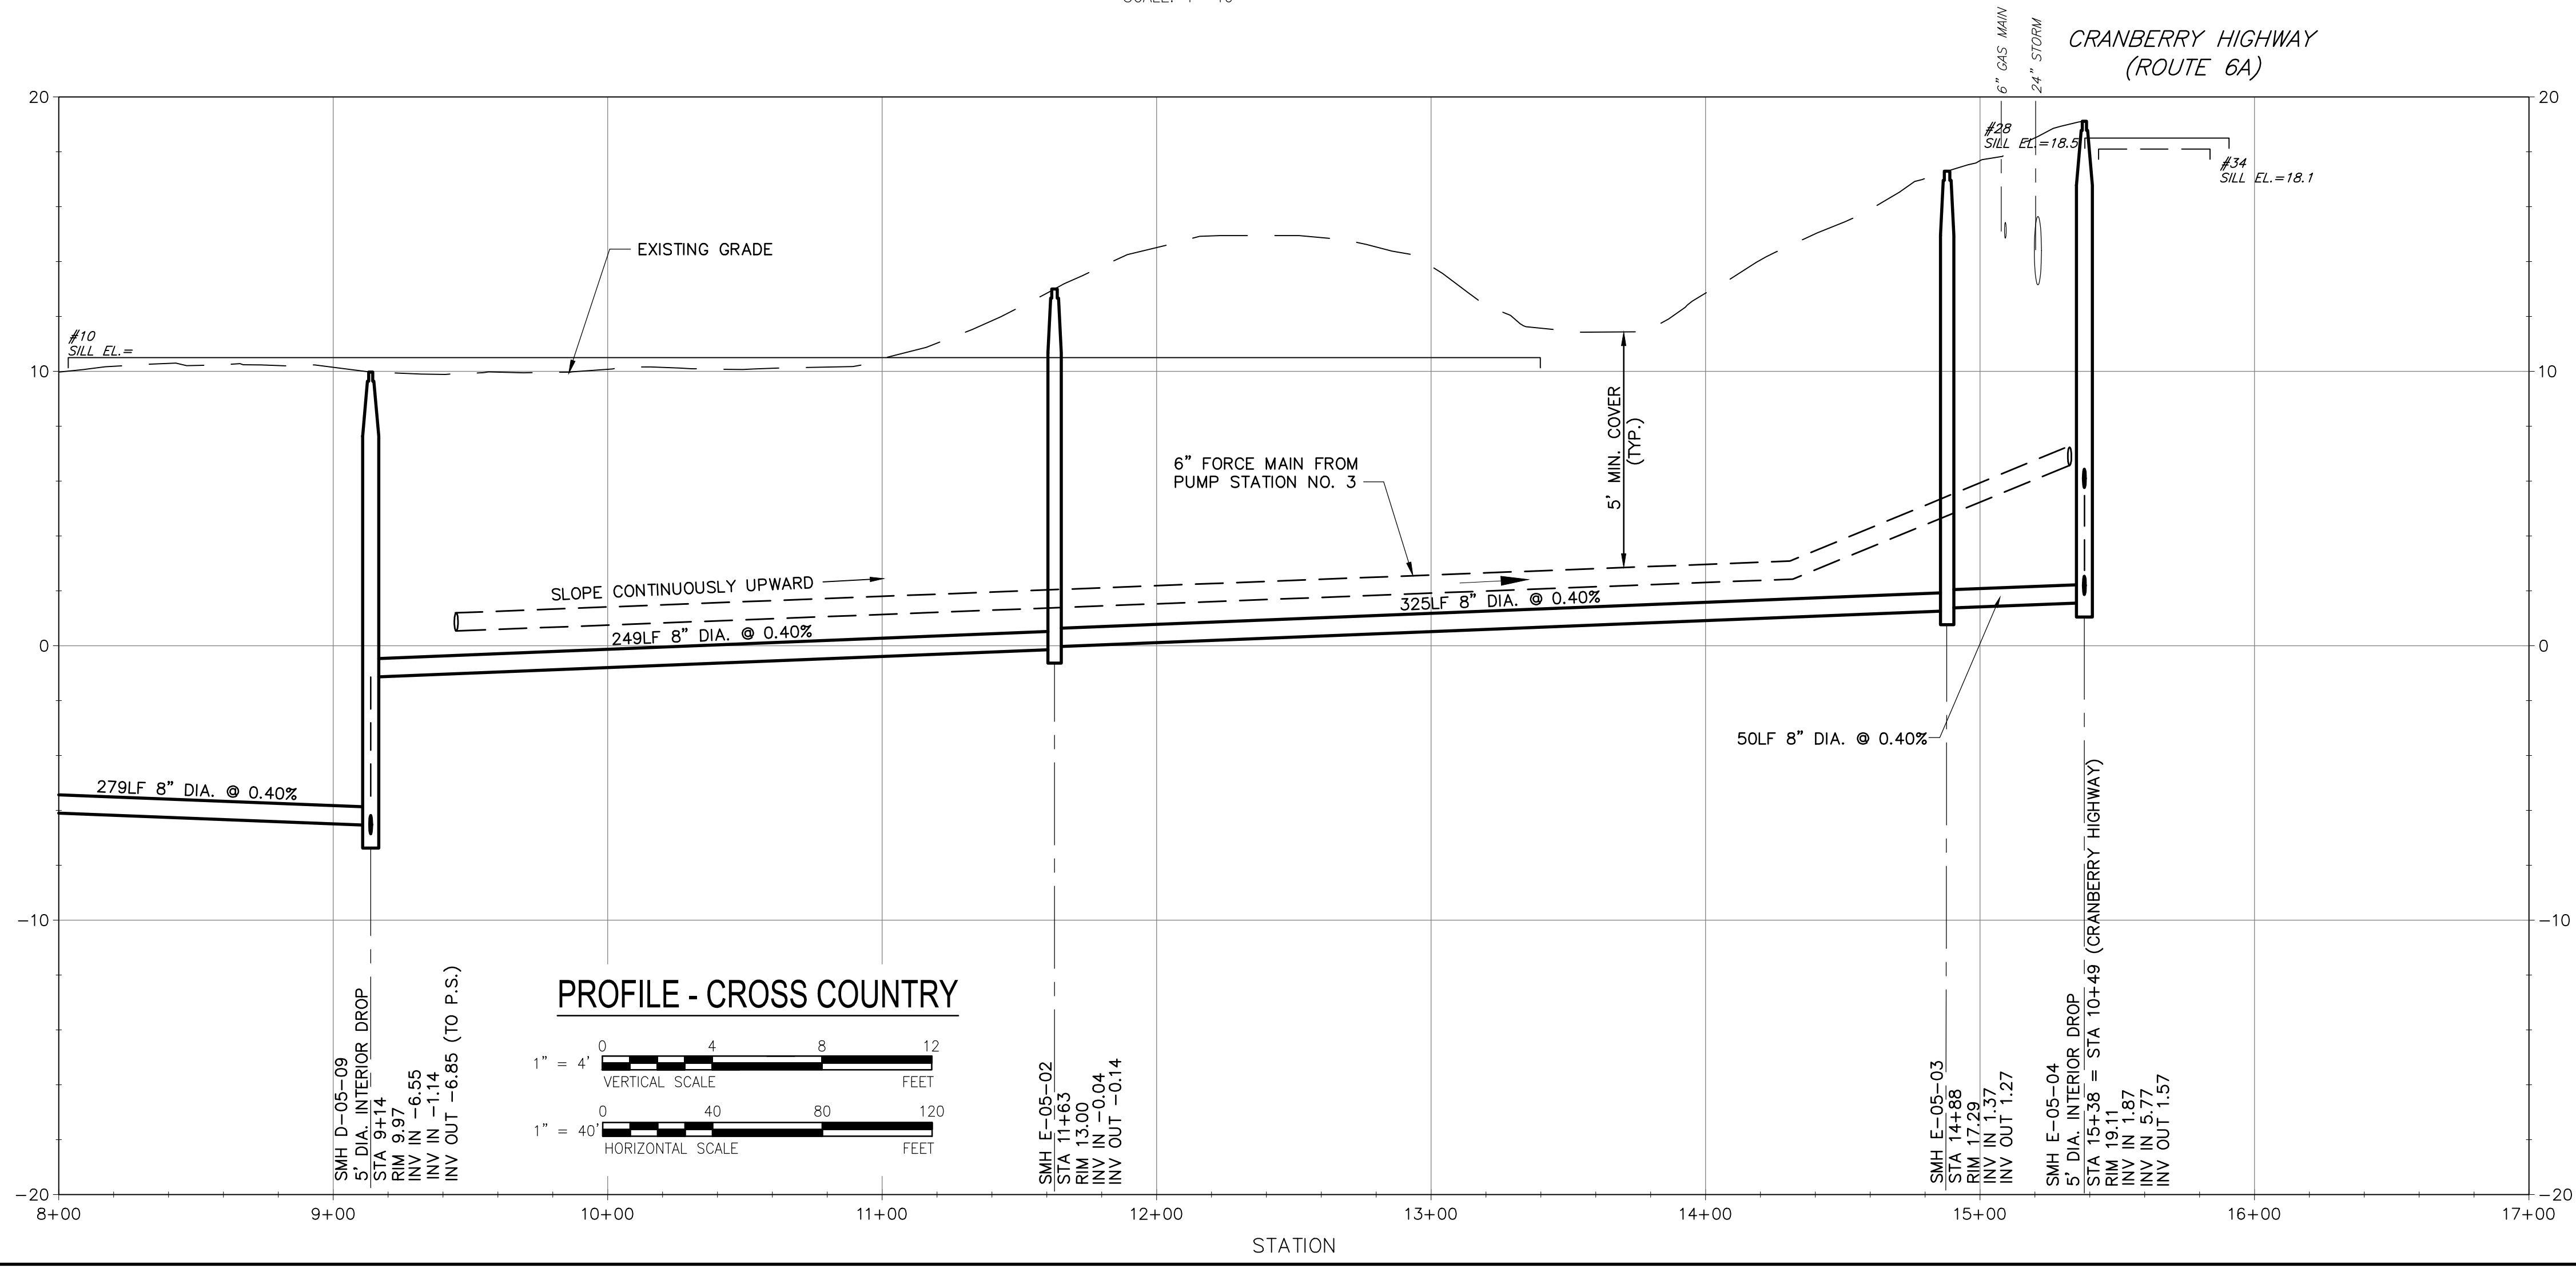 CRANBERRY HIGHWAY
(ROUTE 6A)
6" GAS MAIN
24" STORM
20
20
#28
SILL EL.=18.5
#34
SILL EL.=18.1
EXISTING GRADE
#10
SILL EL.=
10
10
5' MIN. COVER
(TYP.)
6" FORCE MAIN FROM
PUMP STATION NO. 3
SLOPE CONTINUOUSLY UPWARD
325LF 8" DIA. @ 0.40%
249LF 8" DIA. @ 0.40%
0
0
50LF 8" DIA. @ 0.40%
279LF 8" DIA. @ 0.40%
-10
-10
SMH D-05-09
5' DIA. INTERIOR DROP
STA 9+14
RIM 9.97
INV IN -6.55
INV IN -1.14
INV OUT -6.85 (TO P.S.)
PROFILE - CROSS COUNTRY
0 4 8 12
1" = 4'
VERTICAL SCALE FEET
0 40 80 120
1" = 40'
HORIZONTAL SCALE FEET
SMH E-05-02
STA 11+63
RIM 13.00
INV IN -0.04
INV OUT -0.14
SMH E-05-03
STA 14+88
RIM 17.29
INV IN 1.37
INV OUT 1.27
SMH E-05-04
5' DIA. INTERIOR DROP
STA 15+38 = STA 10+49 (CRANBERRY HIGHWAY)
RIM 19.11
INV IN 1.87
INV IN 5.77
INV OUT 1.57
-20
-20
8+00 9+00 10+00 11+00 12+00 13+00 14+00 15+00 16+00 17+00
STATION